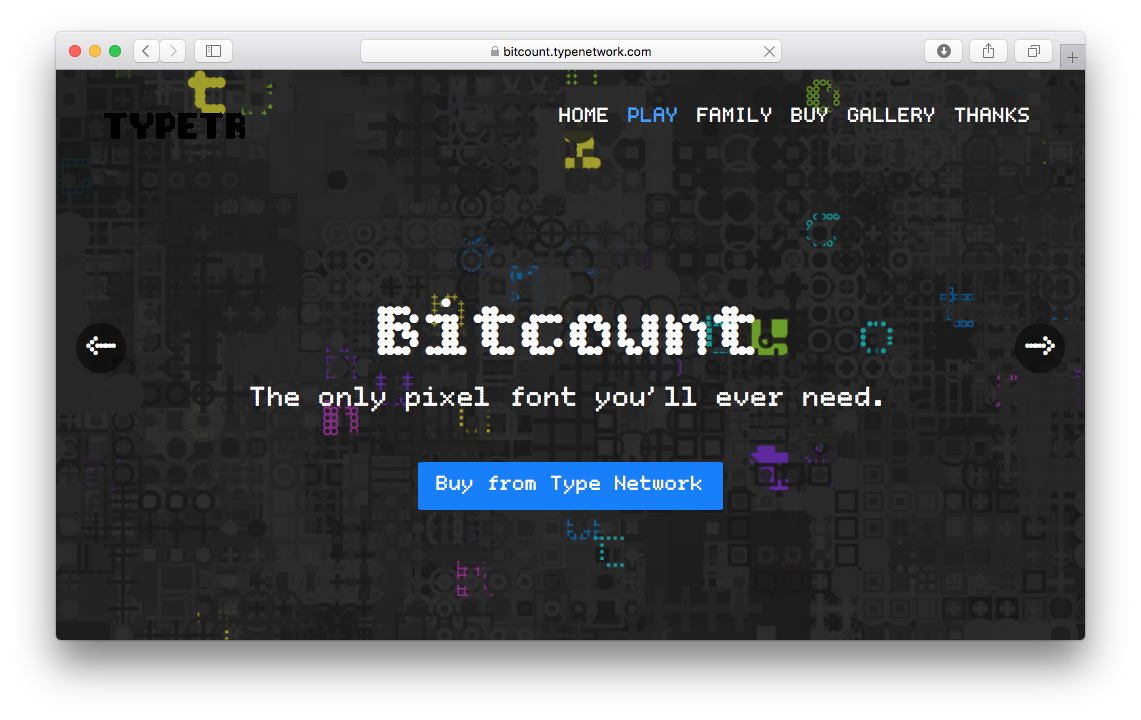 bitcount.typenetwork.com
TYPETR
HOME PLAY FAMILY BUY GALLERY THANKS
Bitcount
The only pixel font you’ll ever need.
Buy from Type Network